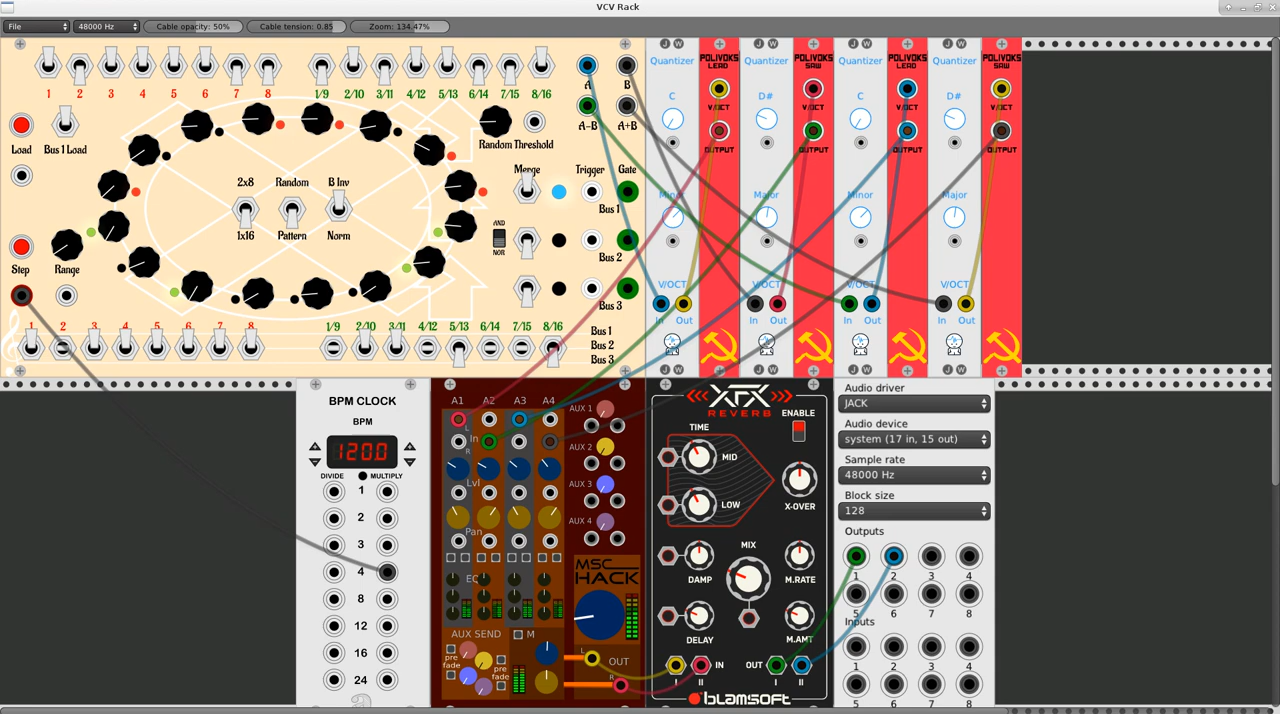 VCV Rack
File 48000 Hz Cable opacity: 50% Cable tension: 0.85 Zoom: 134.47%
1 2 3 4 5 6 7 8 1/9 2/10 3/11 4/12 5/13 6/14 7/15 8/16
A B
A-B A+B
Load Bus 1 Load
Random Threshold
2x8 Random B Inv
1x16 Pattern Norm
Merge Trigger Gate
Bus 1
AND
NOR
Bus 2
Bus 3
Step Range
1 2 3 4 5 6 7 8 1/9 2/10 3/11 4/12 5/13 6/14 7/15 8/16
Bus 1
Bus 2
Bus 3
J W J W J W J W
Quantizer POLIVOKS LEAD Quantizer POLIVOKS SAW Quantizer POLIVOKS LEAD Quantizer POLIVOKS SAW
C V/OCT D# V/OCT C V/OCT D# V/OCT
OUTPUT OUTPUT OUTPUT OUTPUT
Minor Major Minor Major
V/OCT V/OCT V/OCT V/OCT
In Out In Out In Out In Out
J W J W J W J W
BPM CLOCK
BPM
120.0
DIVIDE MULTIPLY
1
2
3
4
8
12
16
24
A1 A2 A3 A4
L
In
R
Lvl
Pan
EQ
AUX 1
AUX 2
AUX 3
AUX 4
MSC HACK
AUX SEND M
pre fade
pre fade
L OUT
R
XFX
REVERB
ENABLE
TIME
MID
LOW
X-OVER
MIX
DAMP M.RATE
DELAY M.AMT
IN OUT
I II I II
blamsoft
Audio driver
JACK
Audio device
system (17 in, 15 out)
Sample rate
48000 Hz
Block size
128
Outputs
1 2 3 4
5 6 7 8
Inputs
1 2 3 4
5 6 7 8